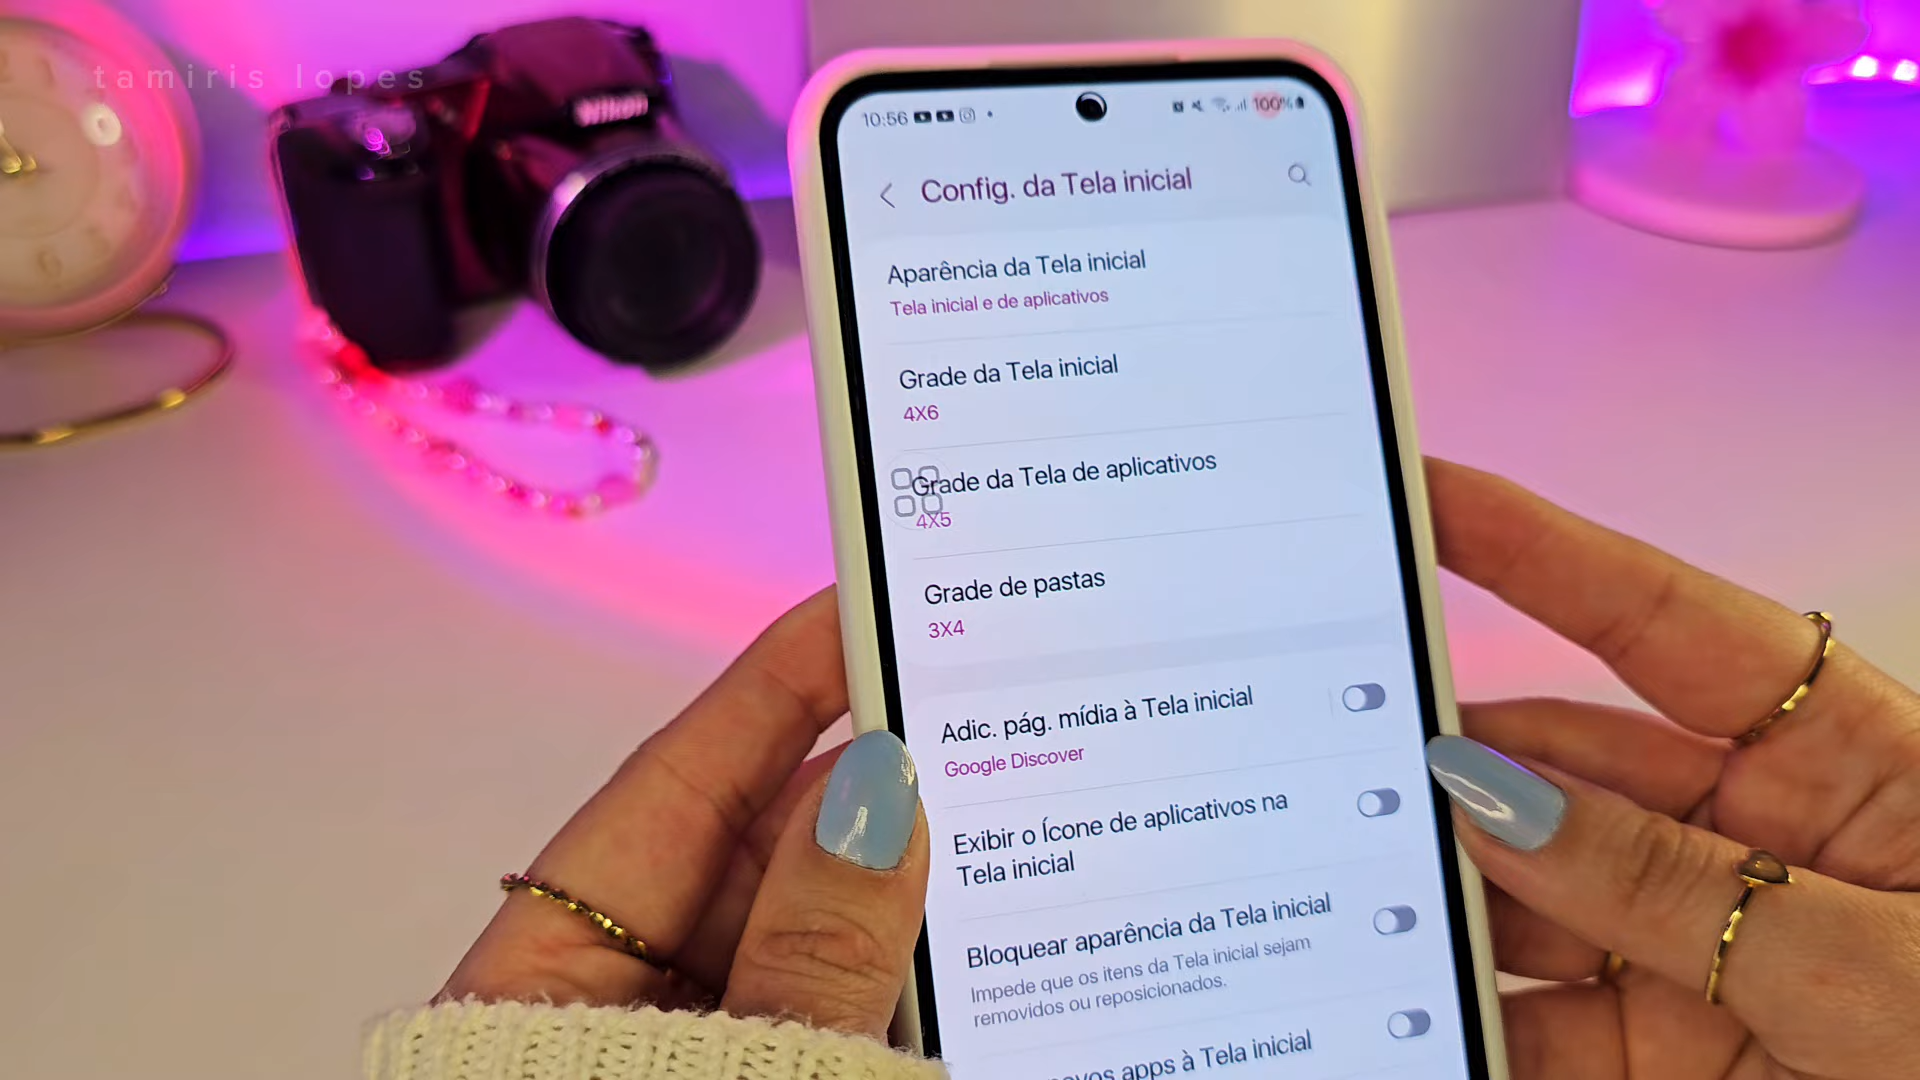 tamiris lopes
Nikon
10:56
100%
Config. da Tela inicial
Aparência da Tela inicial
Tela inicial e de aplicativos
Grade da Tela inicial
4X6
Grade da Tela de aplicativos
4X5
Grade de pastas
3X4
Adic. pág. mídia à Tela inicial
Google Discover
Exibir o Ícone de aplicativos na
Tela inicial
Bloquear aparência da Tela inicial
Impede que os itens da Tela inicial sejam
removidos ou reposicionados.
apps à Tela inicial